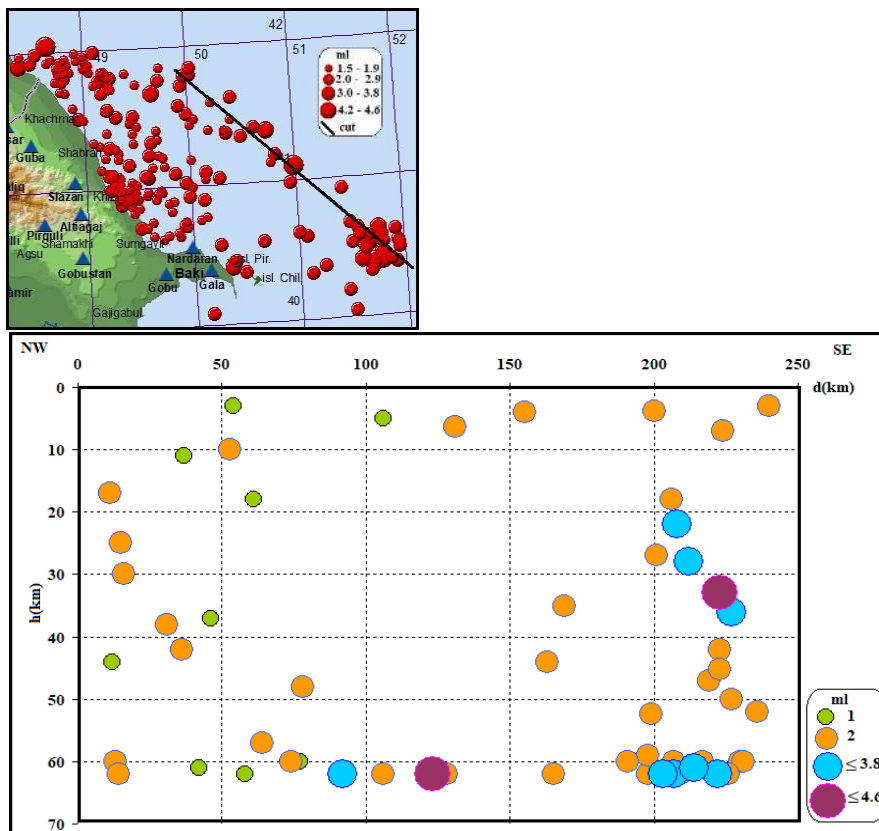 42
49
50
51
52
ml
1.5 - 1.9
2.0 - 2.9
3.0 - 3.8
4.2 - 4.6
cut
Khachmaz
Guba
Shabran
Siazan
Altiagaj
Pirguli
Shamakhi
Sumgayit
Agsu
Gobustan
Nardaran
Baki
isl. Pir.
isl. Chil.
Gobu
Gala
40
Gajigabul
NW
SE
0 50 100 150 200 250
d(km)
0
10
20
30
40
50
60
70
h(km)
ml
1
2
≤3.8
≤4.6